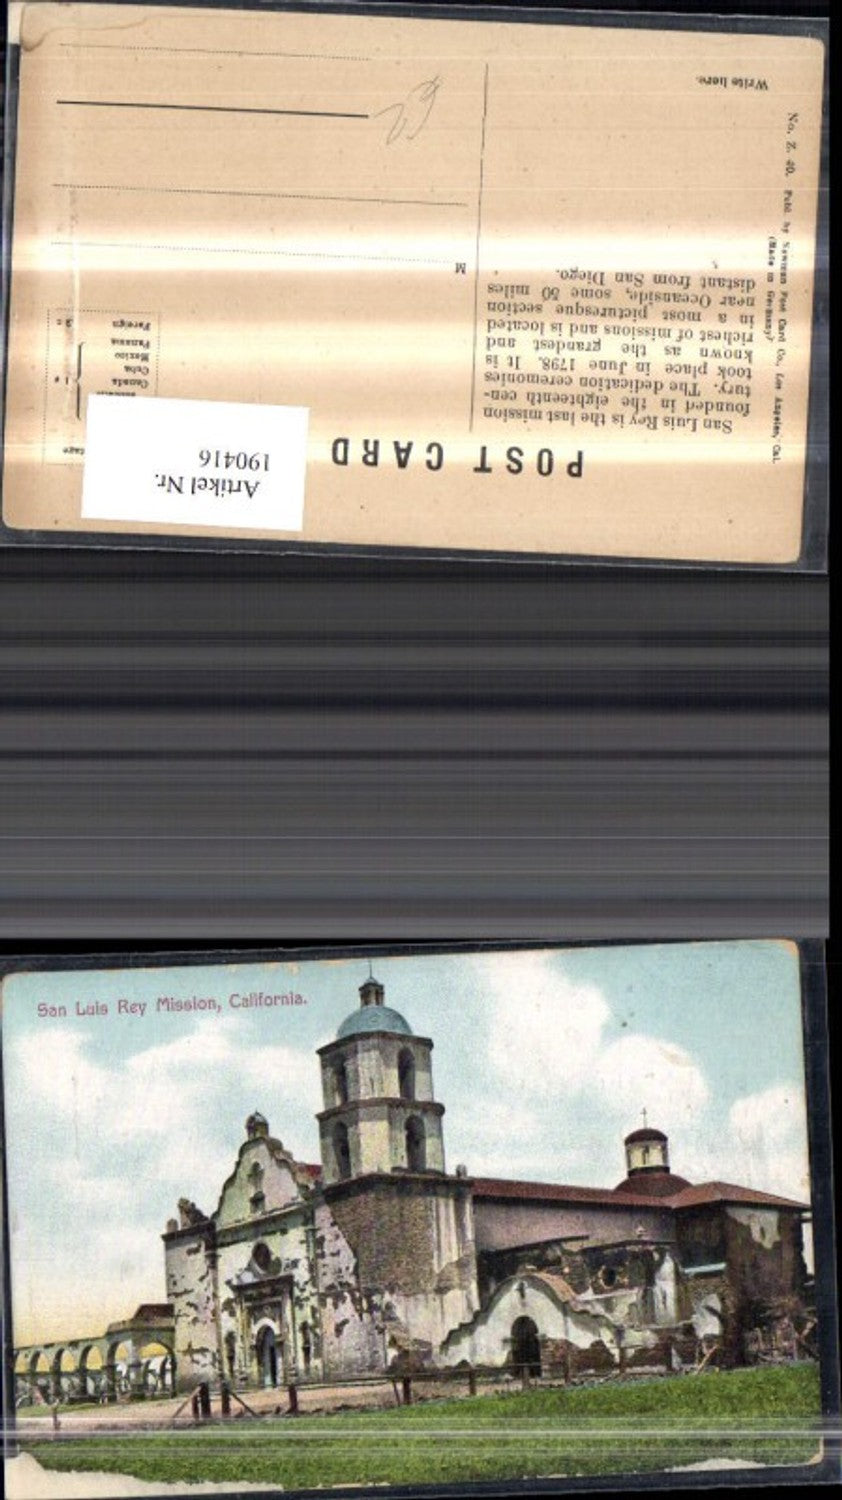 POST CARD
San Luis Rey is the last mission
founded in the eighteenth cen-
tury. The dedication ceremonies
took place in June 1798. It is
known as the grandest and
richest of missions and is located
in a most picturesque section
near Oceanside, some 50 miles
distant from San Diego.
Write here.
No. Z. 40. Publ. by Newman Post Card Co., Los Angeles, Cal.
(Made in Germany)
M
Canada
Cuba
Mexico
Panama
Foreign
Artikel Nr.
190416
San Luis Rey Mission, California.